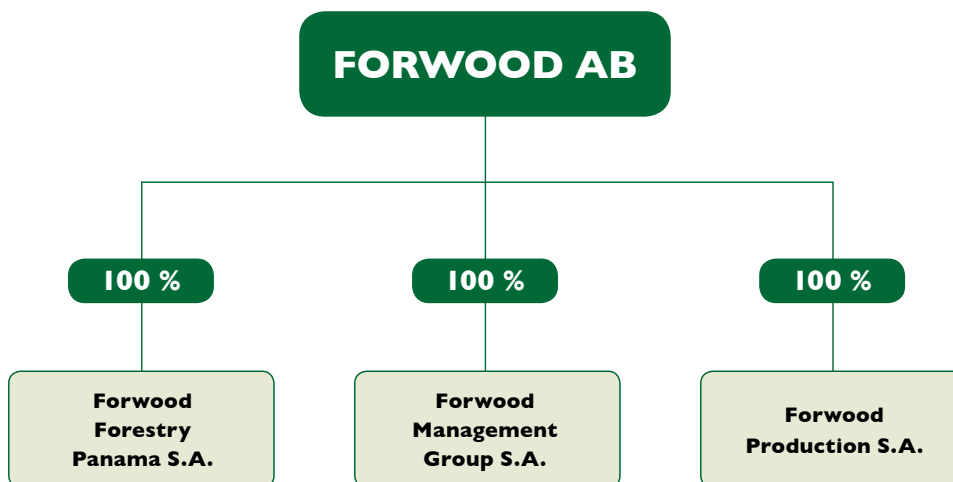 FORWOOD AB
100 %
100 %
100 %
Forwood
Forestry
Panama S.A.
Forwood
Management
Group S.A.
Forwood
Production S.A.